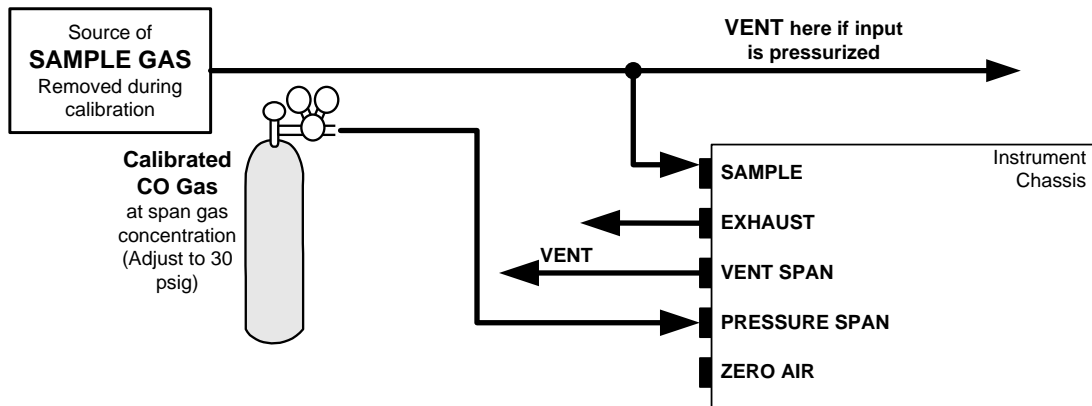 Source of
SAMPLE GAS
Removed during
calibration
VENT here if input
is pressurized
Calibrated
CO Gas
at span gas
concentration
(Adjust to 30
psig)
Instrument
Chassis
SAMPLE
EXHAUST
VENT
VENT SPAN
PRESSURE SPAN
ZERO AIR